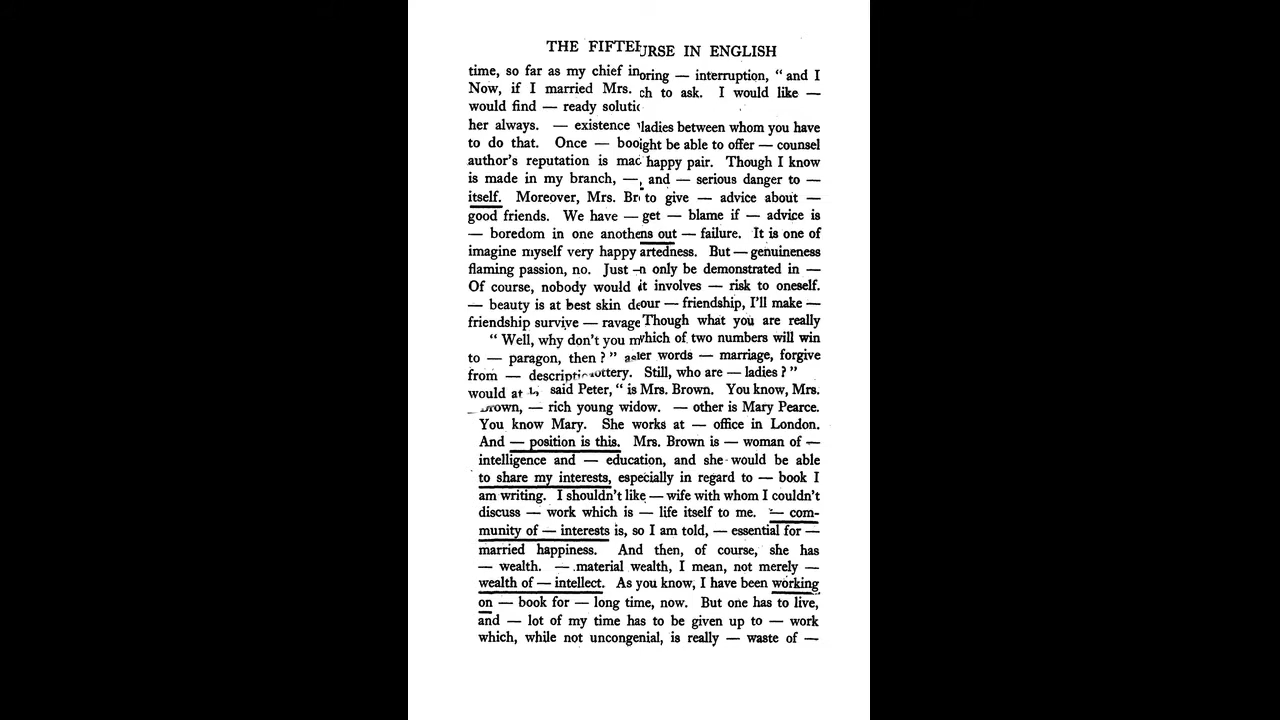 THE FIFTE URSE IN ENGLISH
time, so far as my chief in oring — interruption, “ and I
Now, if I married Mrs. ch to ask. I would like —
would find — ready soluti
her always. — existence ladies between whom you have
to do that. Once — boo ight be able to offer — counsel
author's reputation is mad happy pair. Though I know
is made in my branch, — , and — serious danger to —
itself. Moreover, Mrs. Br to give — advice about —
good friends. We have — get — blame if — advice is
— boredom in one anothe ns out — failure. It is one of
imagine myself very happy artedness. But — genuineness
flaming passion, no. Just — n only be demonstrated in —
Of course, nobody would it involves — risk to oneself.
— beauty is at best skin de our — friendship, I'll make —
friendship survive — ravage Though what you are really
“ Well, why don't you m which of two numbers will win
to — paragon, then ? ” as er words — marriage, forgive
from — descripti ottery. Still, who are — ladies ? ”
would at said Peter, “ is Mrs. Brown. You know, Mrs.
Brown, — rich young widow. — other is Mary Pearce.
You know Mary. She works at — office in London.
And — position is this. Mrs. Brown is — woman of —
intelligence and — education, and she would be able
to share my interests, especially in regard to — book I
am writing. I shouldn't like — wife with whom I couldn't
discuss — work which is — life itself to me. — com-
munity of — interests is, so I am told, — essential for —
married happiness. And then, of course, she has
— wealth. — material wealth, I mean, not merely —
wealth of — intellect. As you know, I have been working
on — book for — long time, now. But one has to live,
and — lot of my time has to be given up to — work
which, while not uncongenial, is really — waste of —